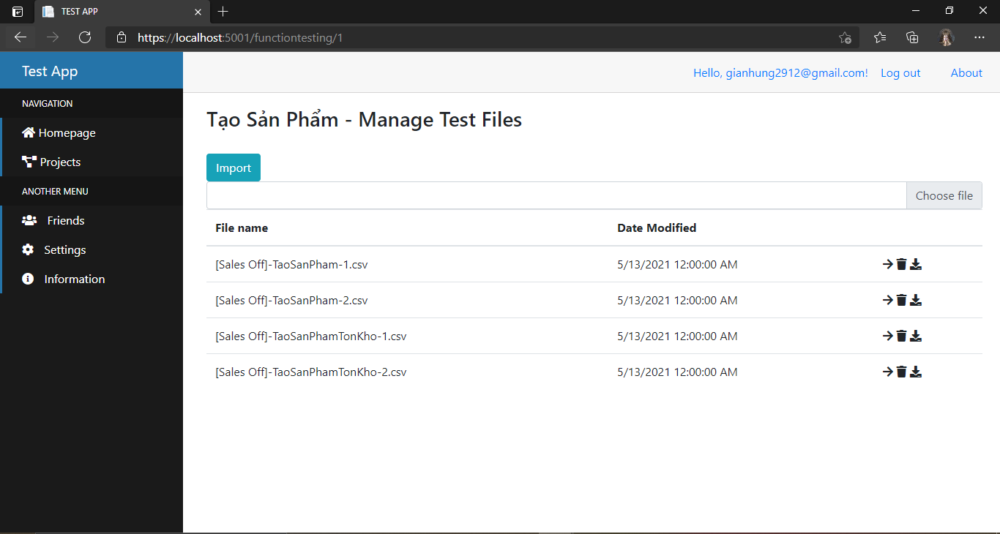 TEST APP
https://localhost:5001/functiontesting/1
Test App
Hello, gianhung2912@gmail.com! Log out About
NAVIGATION
Homepage
Projects
ANOTHER MENU
Friends
Settings
Information
Tạo Sản Phẩm - Manage Test Files
Import
Choose file
File name Date Modified
[Sales Off]-TaoSanPham-1.csv 5/13/2021 12:00:00 AM
[Sales Off]-TaoSanPham-2.csv 5/13/2021 12:00:00 AM
[Sales Off]-TaoSanPhamTonKho-1.csv 5/13/2021 12:00:00 AM
[Sales Off]-TaoSanPhamTonKho-2.csv 5/13/2021 12:00:00 AM